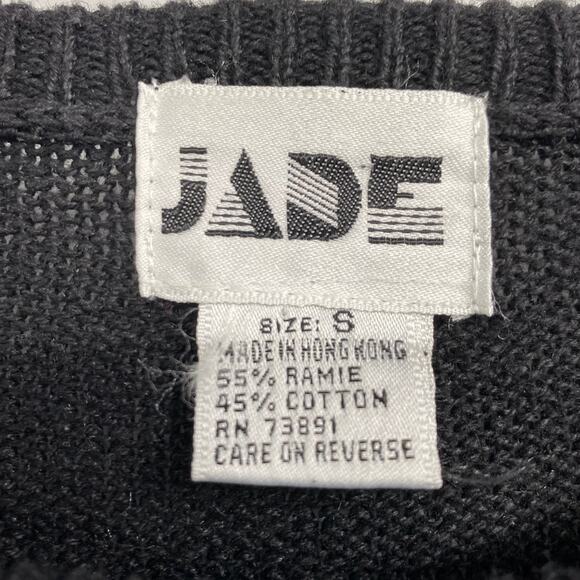 JADE
SIZE: S
MADE IN HONG KONG
55% RAMIE
45% COTTON
RN 73891
CARE ON REVERSE